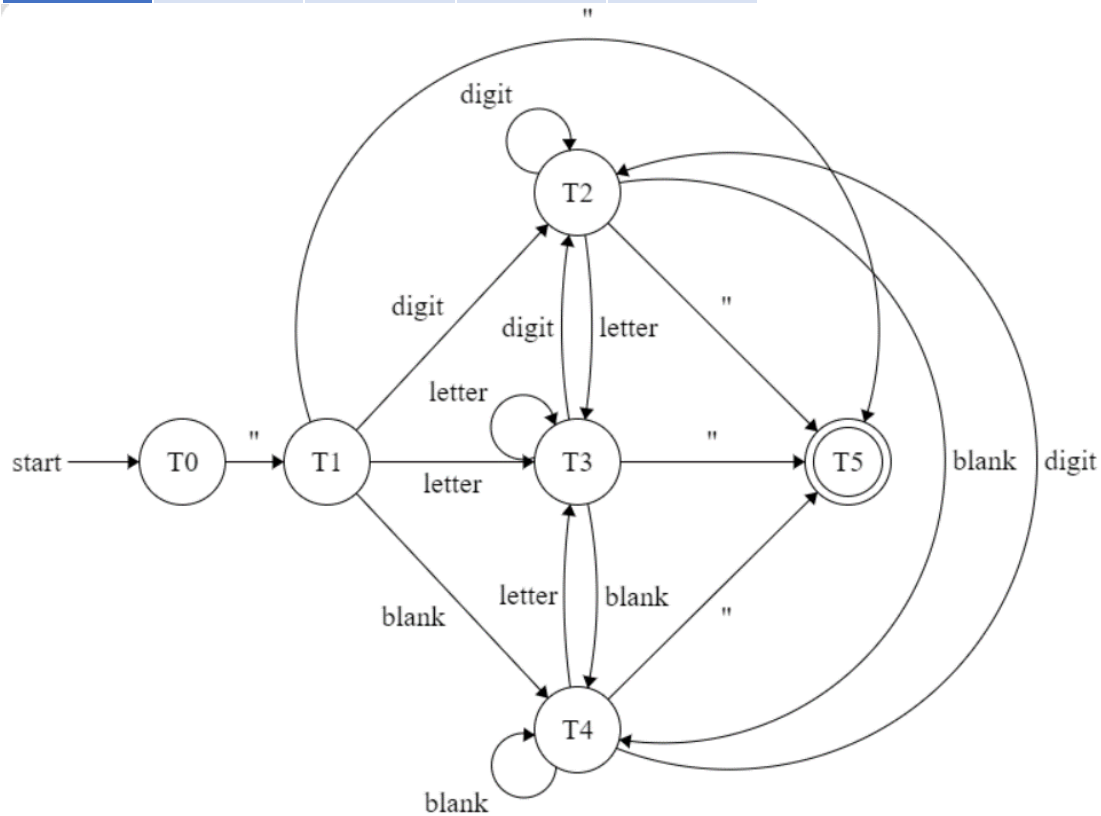 "
digit
T2
digit
"
digit
letter
letter
"
"
start
T0
T1
T3
T5
blank
digit
letter
letter
blank
blank
"
T4
blank